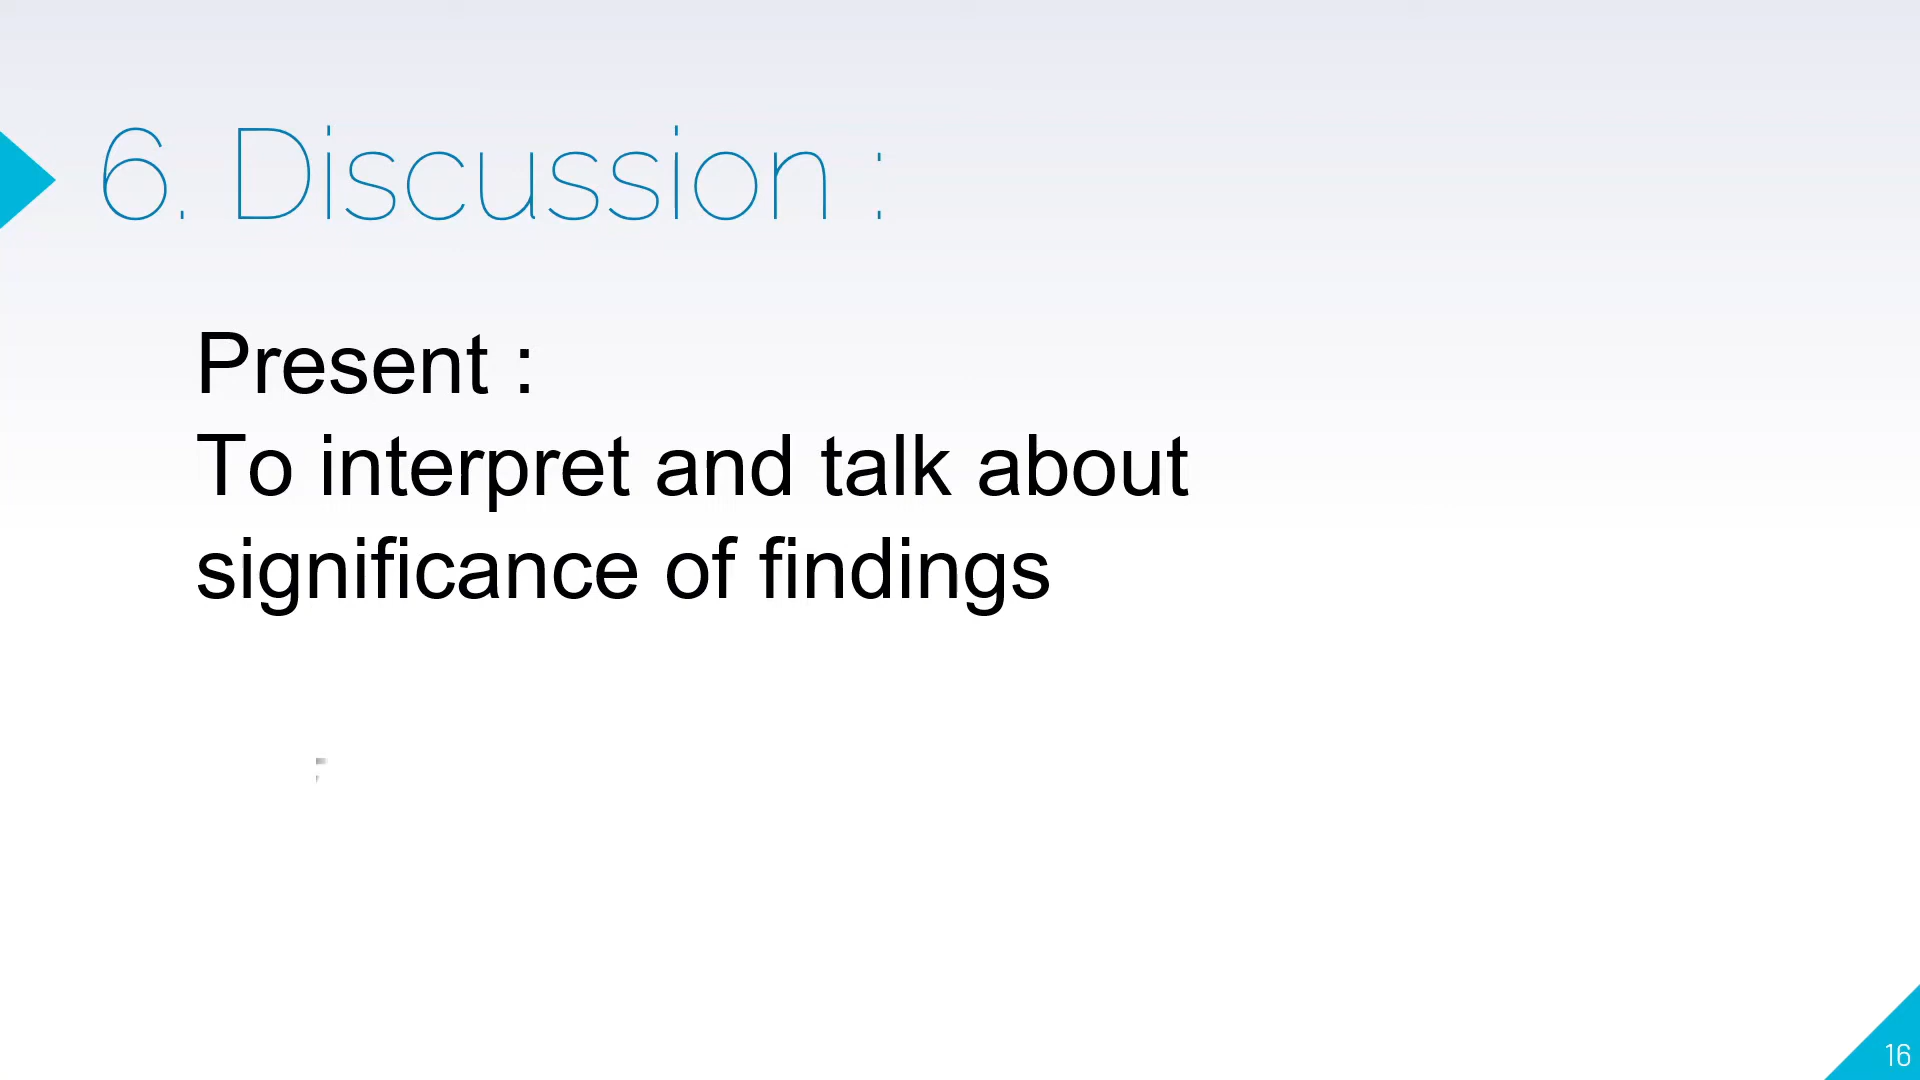 6. Discussion :
Present :
To interpret and talk about
significance of findings
16